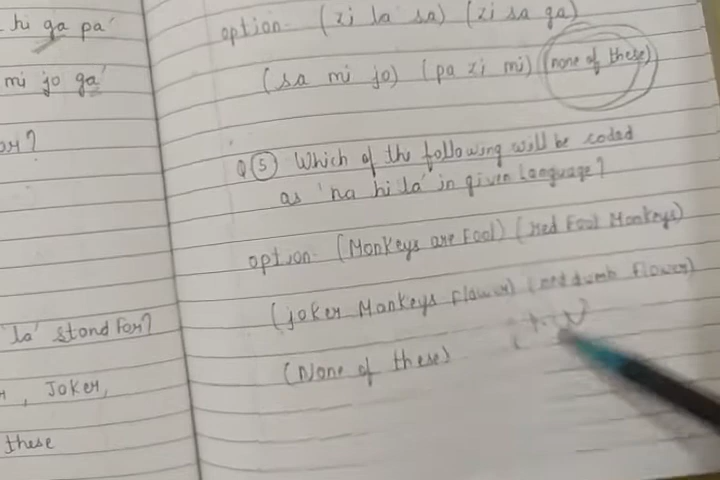 hi ga pa'
mi jo ga'
or?
'la' stand for?
, Joker,
these
option- (zi la sa) (zi sa ga)
(sa mi jo) (pa zi mi) (none of these)
Q (5) Which of the following will be coded
as 'na hi la' in given language?
option- (Monkeys are Fool) (red Fool Monkeys)
(joker Monkeys Flower) (red dumb flower)
(None of these)